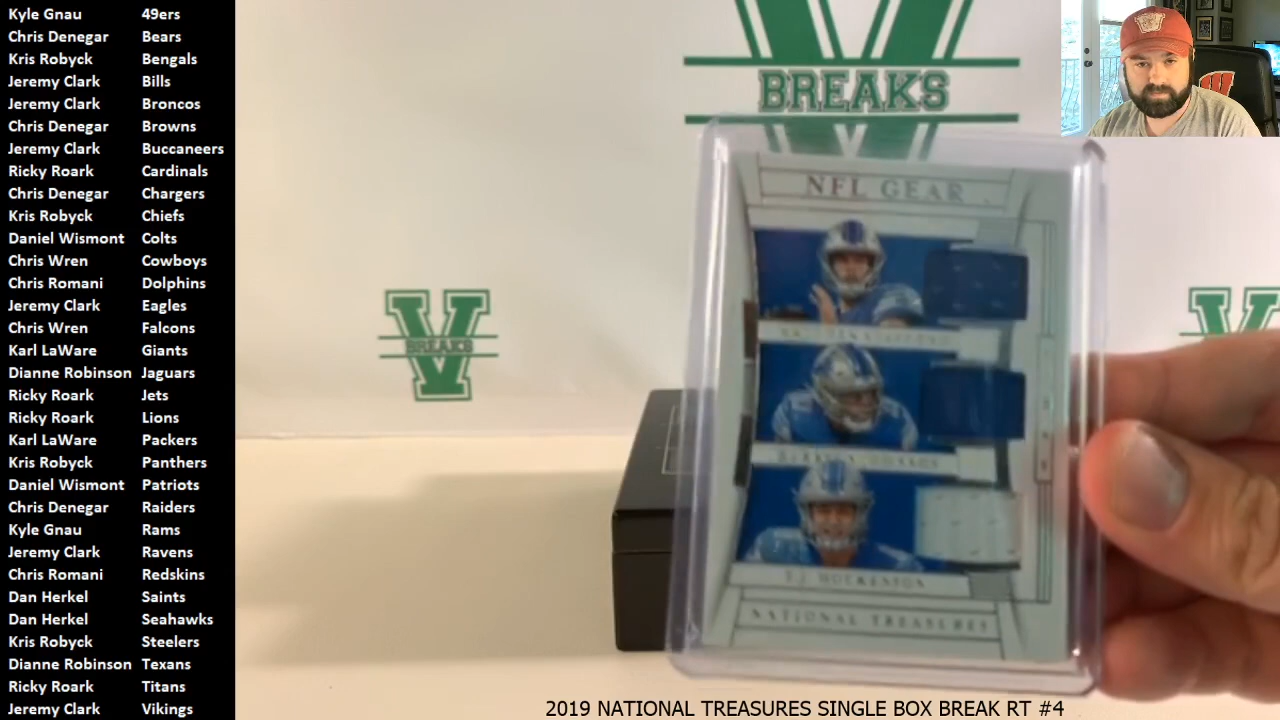 Kyle Gnau 49ers
Chris Denegar Bears
Kris Robyck Bengals
Jeremy Clark Bills
Jeremy Clark Broncos
Chris Denegar Browns
Jeremy Clark Buccaneers
Ricky Roark Cardinals
Chris Denegar Chargers
Kris Robyck Chiefs
Daniel Wismont Colts
Chris Wren Cowboys
Chris Romani Dolphins
Jeremy Clark Eagles
Chris Wren Falcons
Karl LaWare Giants
Dianne Robinson Jaguars
Ricky Roark Jets
Ricky Roark Lions
Karl LaWare Packers
Kris Robyck Panthers
Daniel Wismont Patriots
Chris Denegar Raiders
Kyle Gnau Rams
Jeremy Clark Ravens
Chris Romani Redskins
Dan Herkel Saints
Dan Herkel Seahawks
Kris Robyck Steelers
Dianne Robinson Texans
Ricky Roark Titans
Jeremy Clark Vikings
V
BREAKS
V
BREAKS
V
NFL GEAR
T.J. HOCKENSON
NATIONAL TREASURES
W
2019 NATIONAL TREASURES SINGLE BOX BREAK RT #4